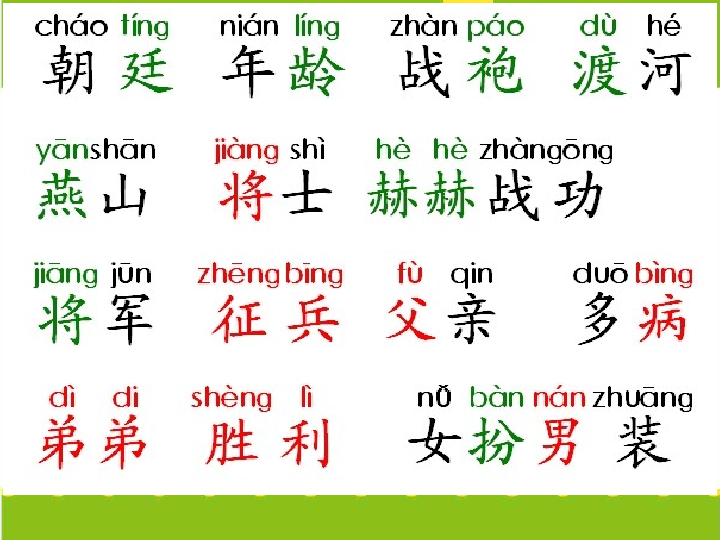 cháo tíng nián líng zhàn páo dù hé
朝廷 年龄 战袍 渡河
yānshān jiàng shì hè hè zhàngōng
燕山 将士 赫赫战功
jiāng jūn zhēng bīng fù qin duō bìng
将军 征兵 父亲 多病
dì di shèng lì nǚ bàn nán zhuāng
弟弟 胜利 女扮男装